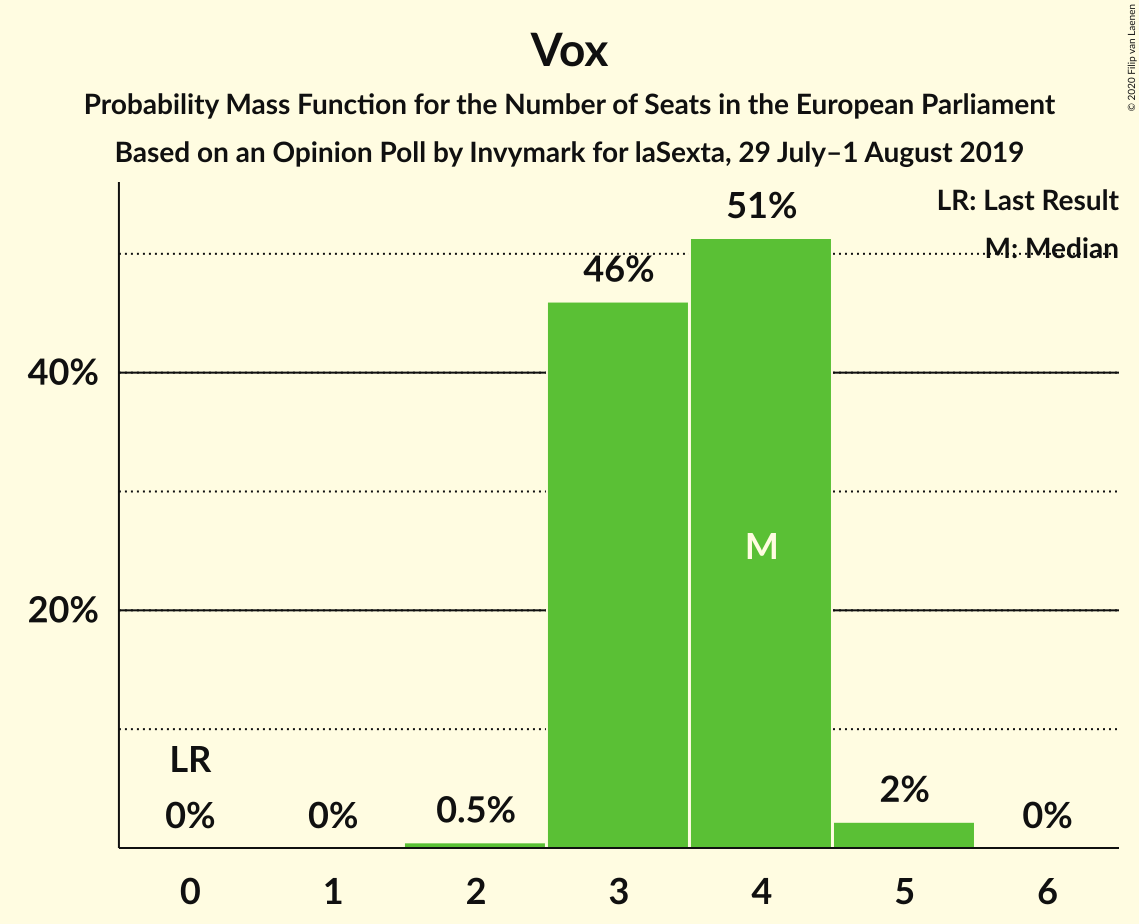 Vox
Probability Mass Function for the Number of Seats in the European Parliament
Based on an Opinion Poll by Invymark for laSexta, 29 July–1 August 2019
© 2020 Filip van Laenen
LR: Last Result
M: Median
51%
46%
40%
M
20%
LR
0%
0%
0.5%
2%
0%
0
1
2
3
4
5
6